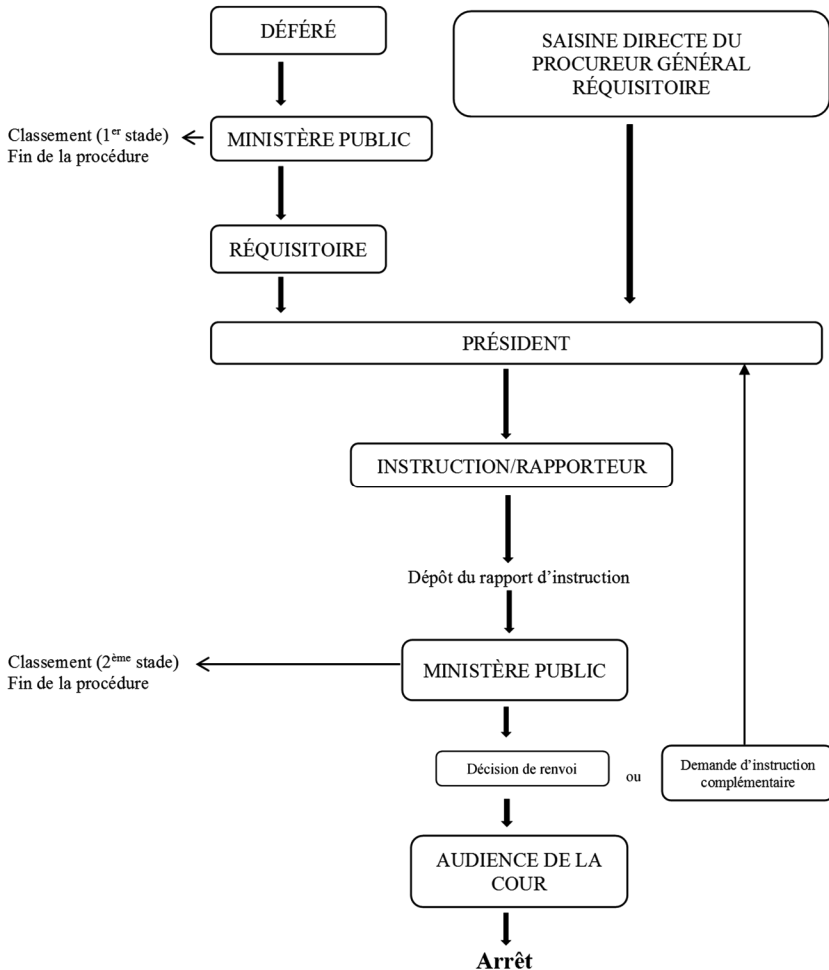 DÉFÉRÉ
SAISINE DIRECTE DU
PROCUREUR GÉNÉRAL
RÉQUISITOIRE
Classement (1er stade)
Fin de la procédure
MINISTÈRE PUBLIC
RÉQUISITOIRE
PRÉSIDENT
INSTRUCTION/RAPPORTEUR
Dépôt du rapport d’instruction
Classement (2ème stade)
Fin de la procédure
MINISTÈRE PUBLIC
Décision de renvoi
ou
Demande d’instruction
complémentaire
AUDIENCE DE LA
COUR
Arrêt